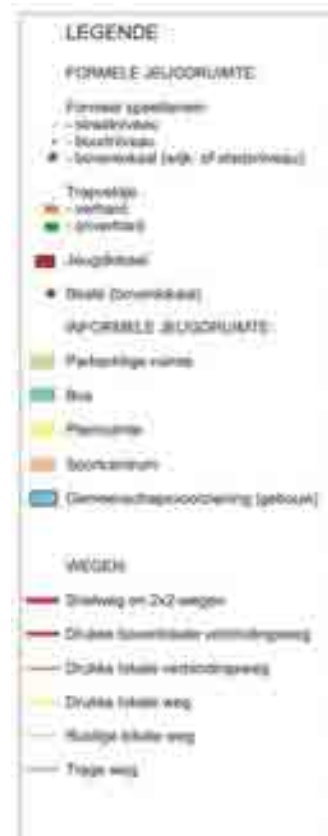 LEGENDE
FORMELE JEUGDRUIMTE
Formeel speelterrein
- straatniveau
- buurtniveau
- bovenlokaal (wijk- of stadsniveau)
Trapveldje
- verhard
- onverhard
Jeugdlokaal
Skate (bovenlokaal)
INFORMELE JEUGDRUIMTE
Parkachtige ruimte
Bos
Pleinruimte
Sportcentrum
Gemeenschapsvoorziening (gebouw)
WEGEN
en 2x2-wegen
Drukke bovenlokale verbindingsweg
Drukke lokale verbindingsweg
Drukke lokale weg
Rustige lokale weg
Trage weg